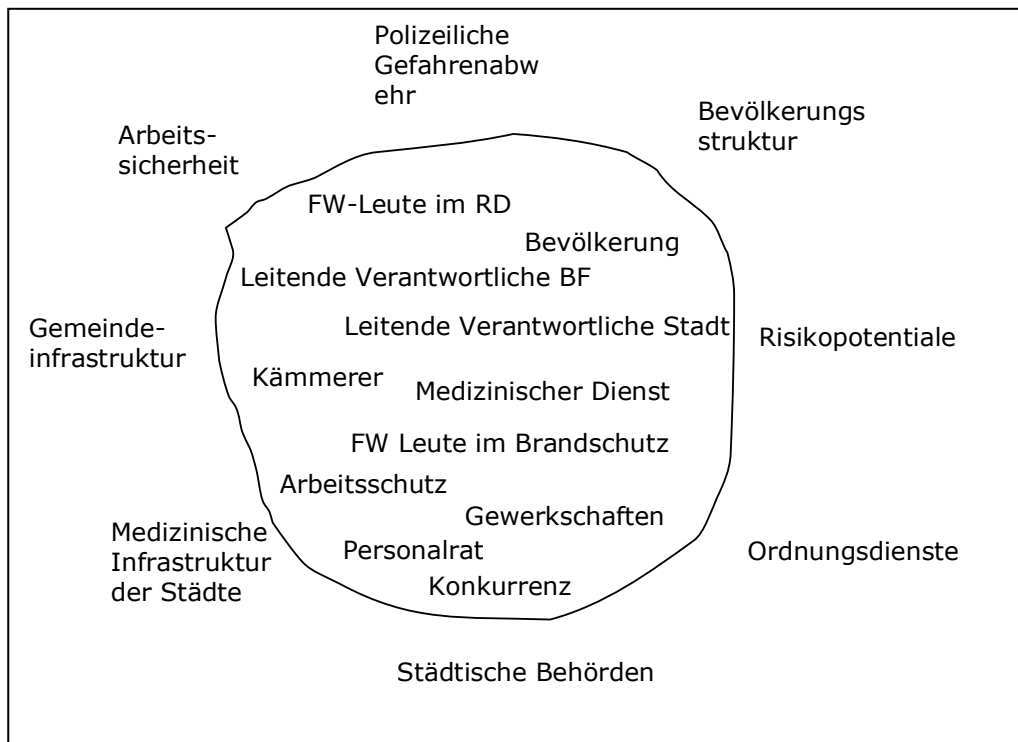 Polizeiliche
Gefahrenabw
ehr
Bevölkerungs
struktur
Arbeits-
sicherheit
FW-Leute im RD
Bevölkerung
Leitende Verantwortliche BF
Leitende Verantwortliche Stadt
Gemeinde-
infrastruktur
Risikopotentiale
Kämmerer
Medizinischer Dienst
FW Leute im Brandschutz
Arbeitsschutz
Gewerkschaften
Medizinische
Infrastruktur
der Städte
Personalrat
Ordnungsdienste
Konkurrenz
Städtische Behörden